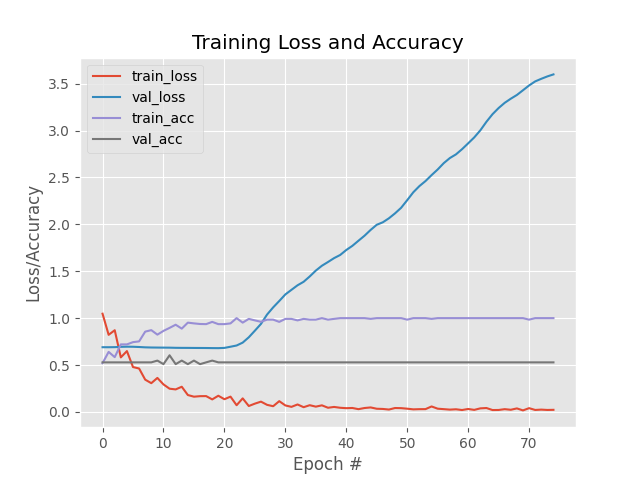 Training Loss and Accuracy
train_loss
val_loss
train_acc
val_acc
Loss/Accuracy
3.5
3.0
2.5
2.0
1.5
1.0
0.5
0.0
0 10 20 30 40 50 60 70
Epoch #